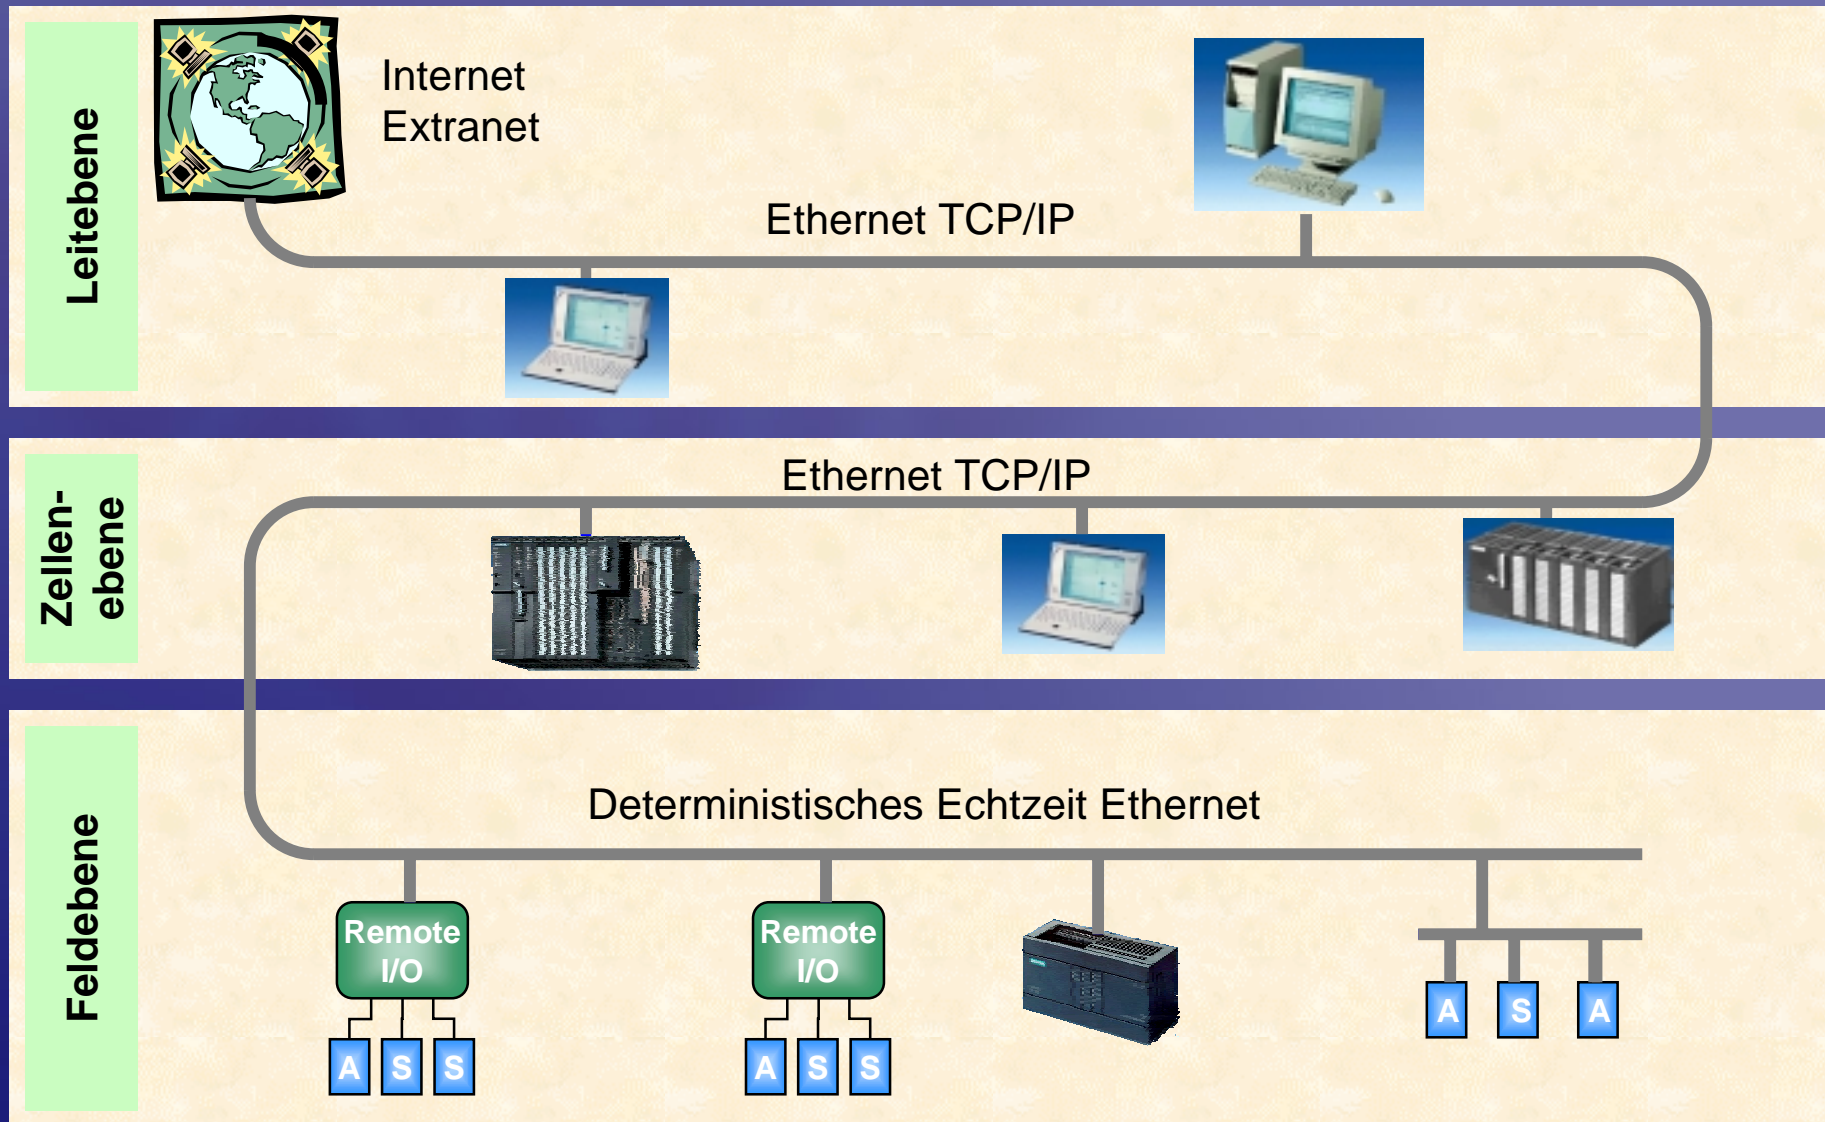 Leitebene
Internet
Extranet
Ethernet TCP/IP
Zellen-
ebene
Ethernet TCP/IP
Feldebene
Deterministisches Echtzeit Ethernet
Remote
I/O
A S S
Remote
I/O
A S S
A S A